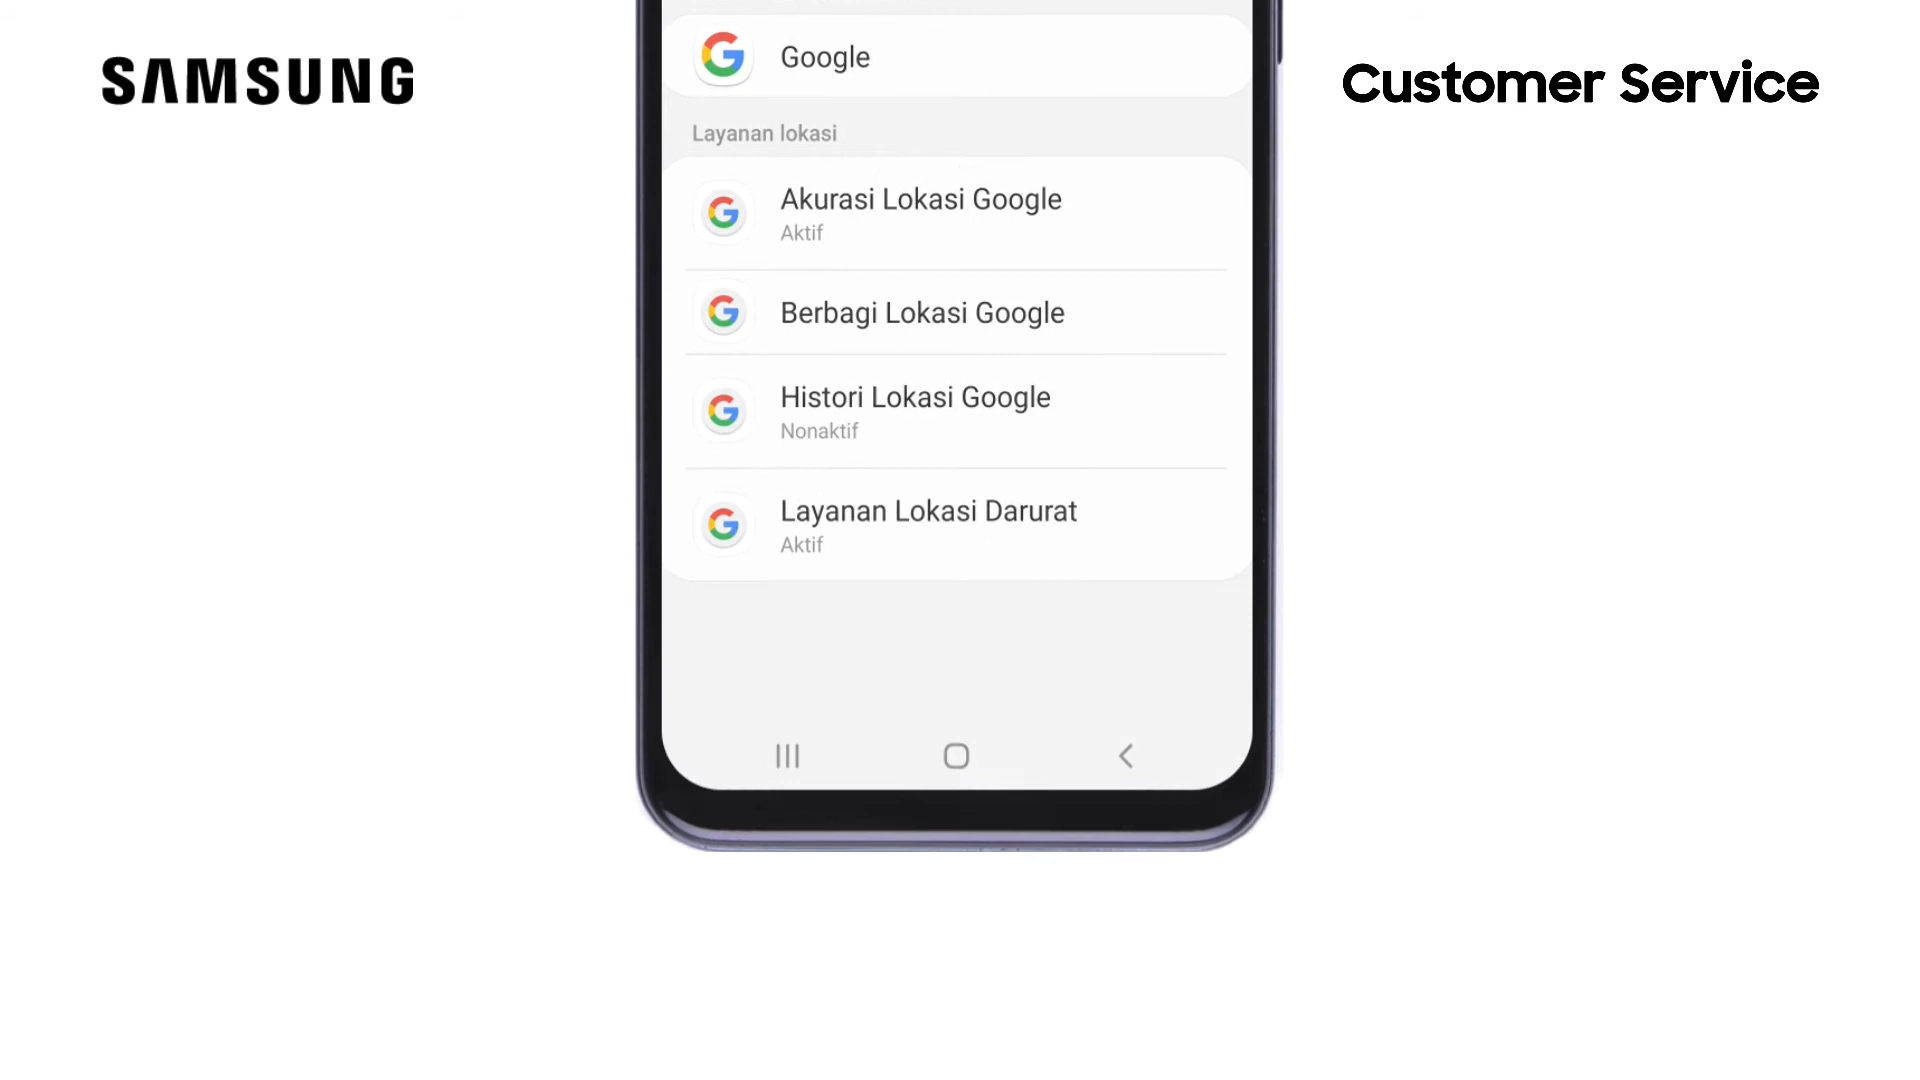 SAMSUNG
Customer Service
Google
Layanan lokasi
Akurasi Lokasi Google
Aktif
Berbagi Lokasi Google
Histori Lokasi Google
Nonaktif
Layanan Lokasi Darurat
Aktif